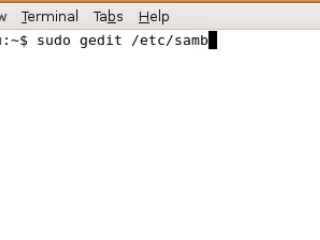 Terminal Tabs Help
:~$ sudo gedit /etc/samb